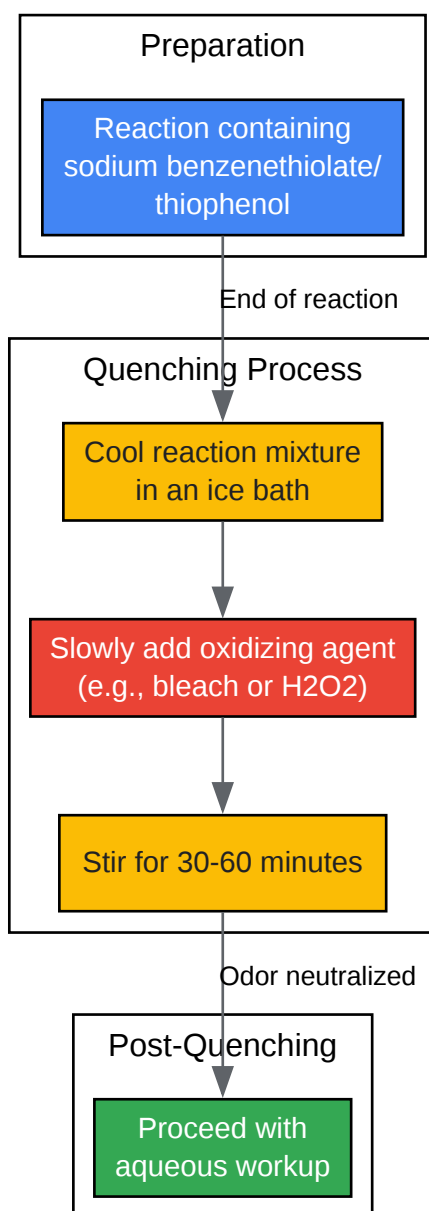 Preparation
Reaction containing
sodium benzenethiolate/
thiophenol
End of reaction
Quenching Process
Cool reaction mixture
in an ice bath
Slowly add oxidizing agent
(e.g., bleach or H2O2)
Stir for 30-60 minutes
Odor neutralized
Post-Quenching
Proceed with
aqueous workup